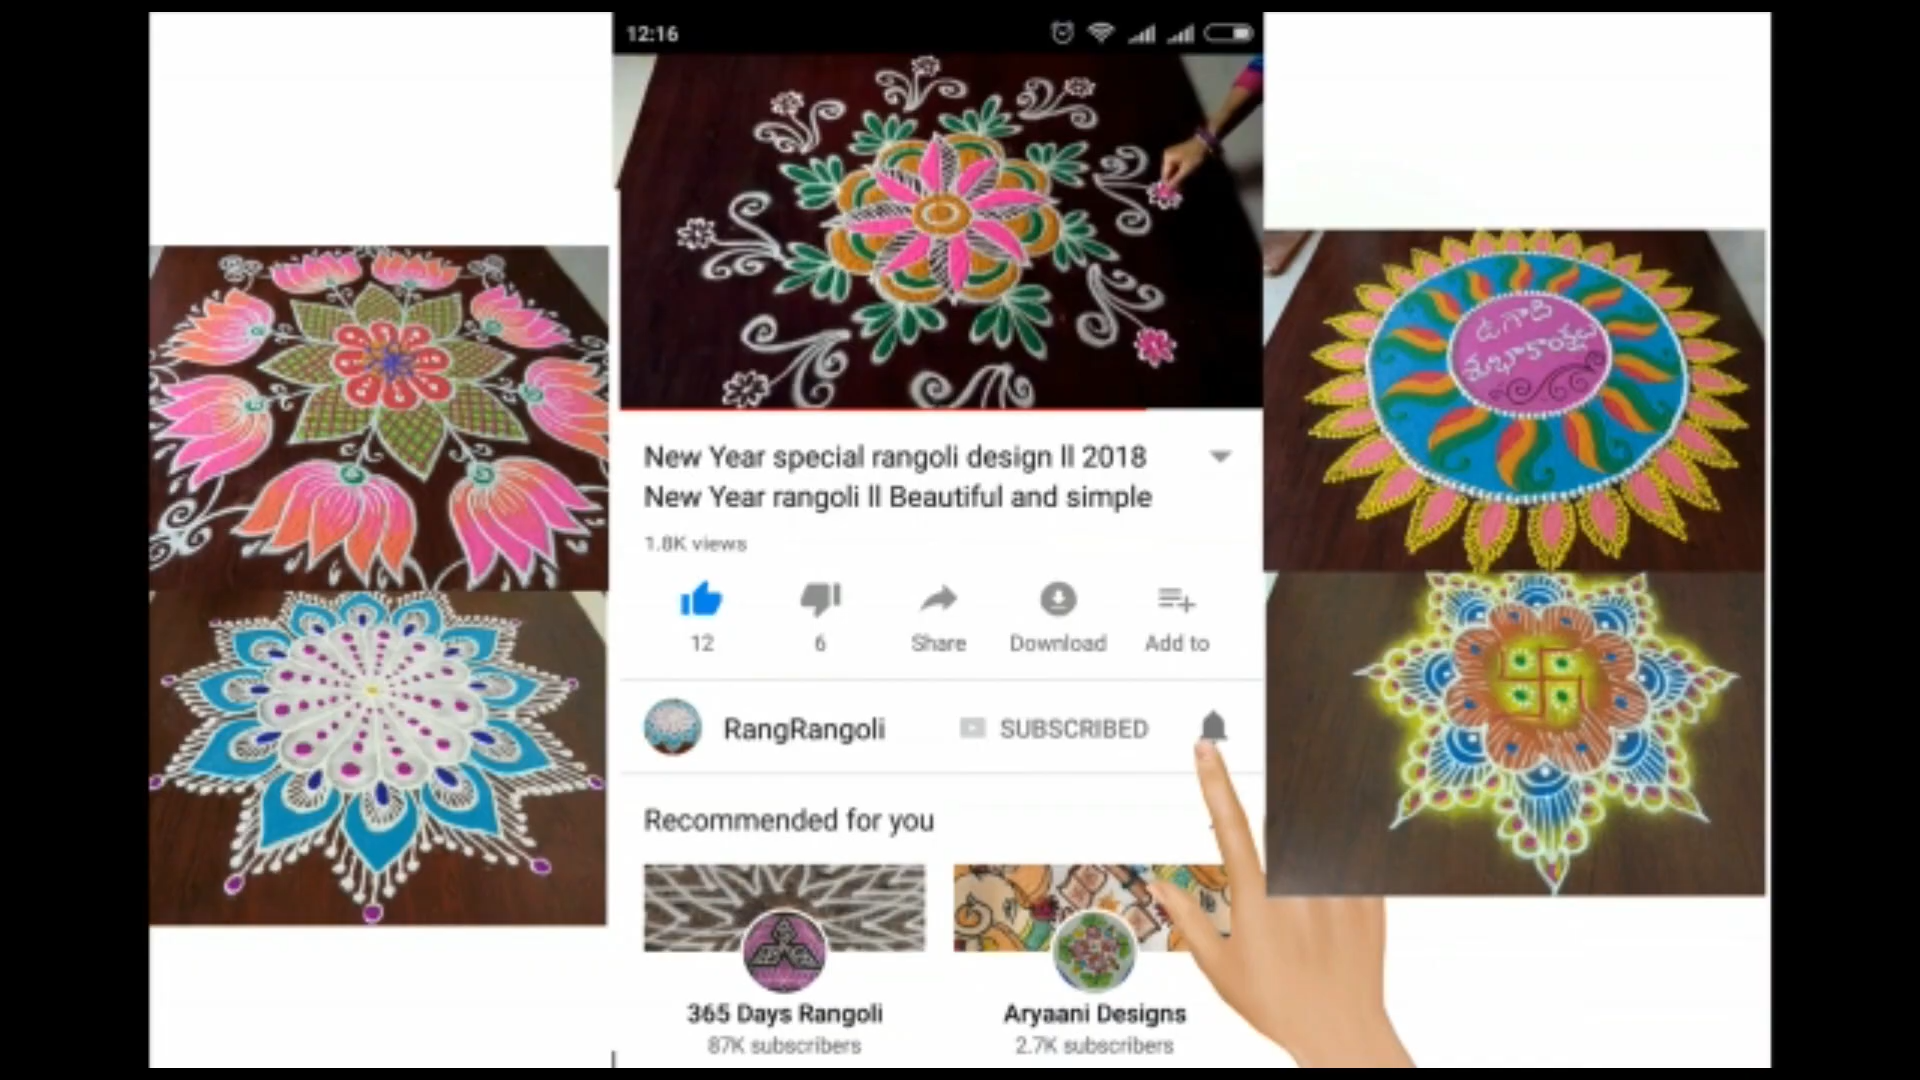 12:16
ఉగాది
శుభాకాంక్షలు
New Year special rangoli design ll 2018
New Year rangoli ll Beautiful and simple
1.8K views
12
6
Share
Download
Add to
RangRangoli
SUBSCRIBED
Recommended for you
365 Days Rangoli
87K subscribers
Aryaani Designs
2.7K subscribers